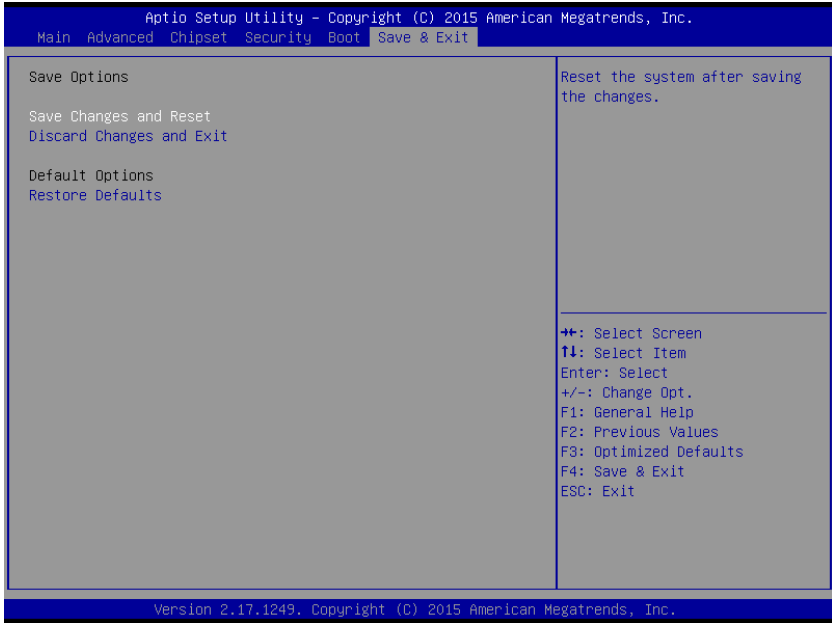 Aptio Setup Utility – Copyright (C) 2015 American Megatrends, Inc.
Main Advanced Chipset Security Boot Save & Exit
Save Options
Save Changes and Reset
Discard Changes and Exit
Default Options
Restore Defaults
Reset the system after saving
the changes.
→←: Select Screen
↑↓: Select Item
Enter: Select
+/-: Change Opt.
F1: General Help
F2: Previous Values
F3: Optimized Defaults
F4: Save & Exit
ESC: Exit
Version 2.17.1249. Copyright (C) 2015 American Megatrends, Inc.